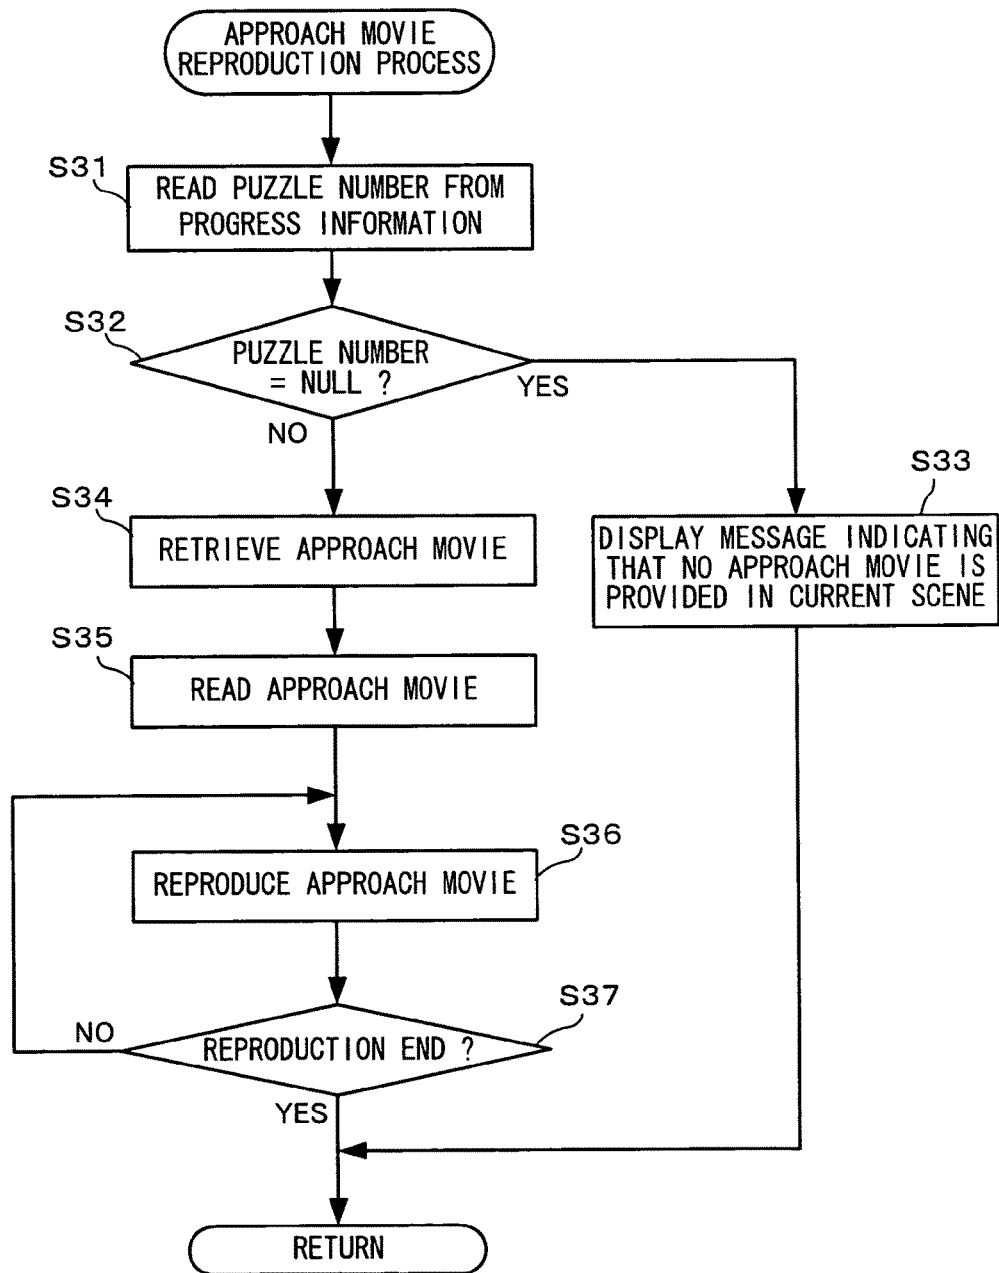 APPROACH MOVIE
REPRODUCTION PROCESS
S31
READ PUZZLE NUMBER FROM
PROGRESS INFORMATION
S32
PUZZLE NUMBER
= NULL ?
YES
NO
S33
DISPLAY MESSAGE INDICATING
THAT NO APPROACH MOVIE IS
PROVIDED IN CURRENT SCENE
S34
RETRIEVE APPROACH MOVIE
S35
READ APPROACH MOVIE
S36
REPRODUCE APPROACH MOVIE
S37
REPRODUCTION END ?
NO
YES
RETURN